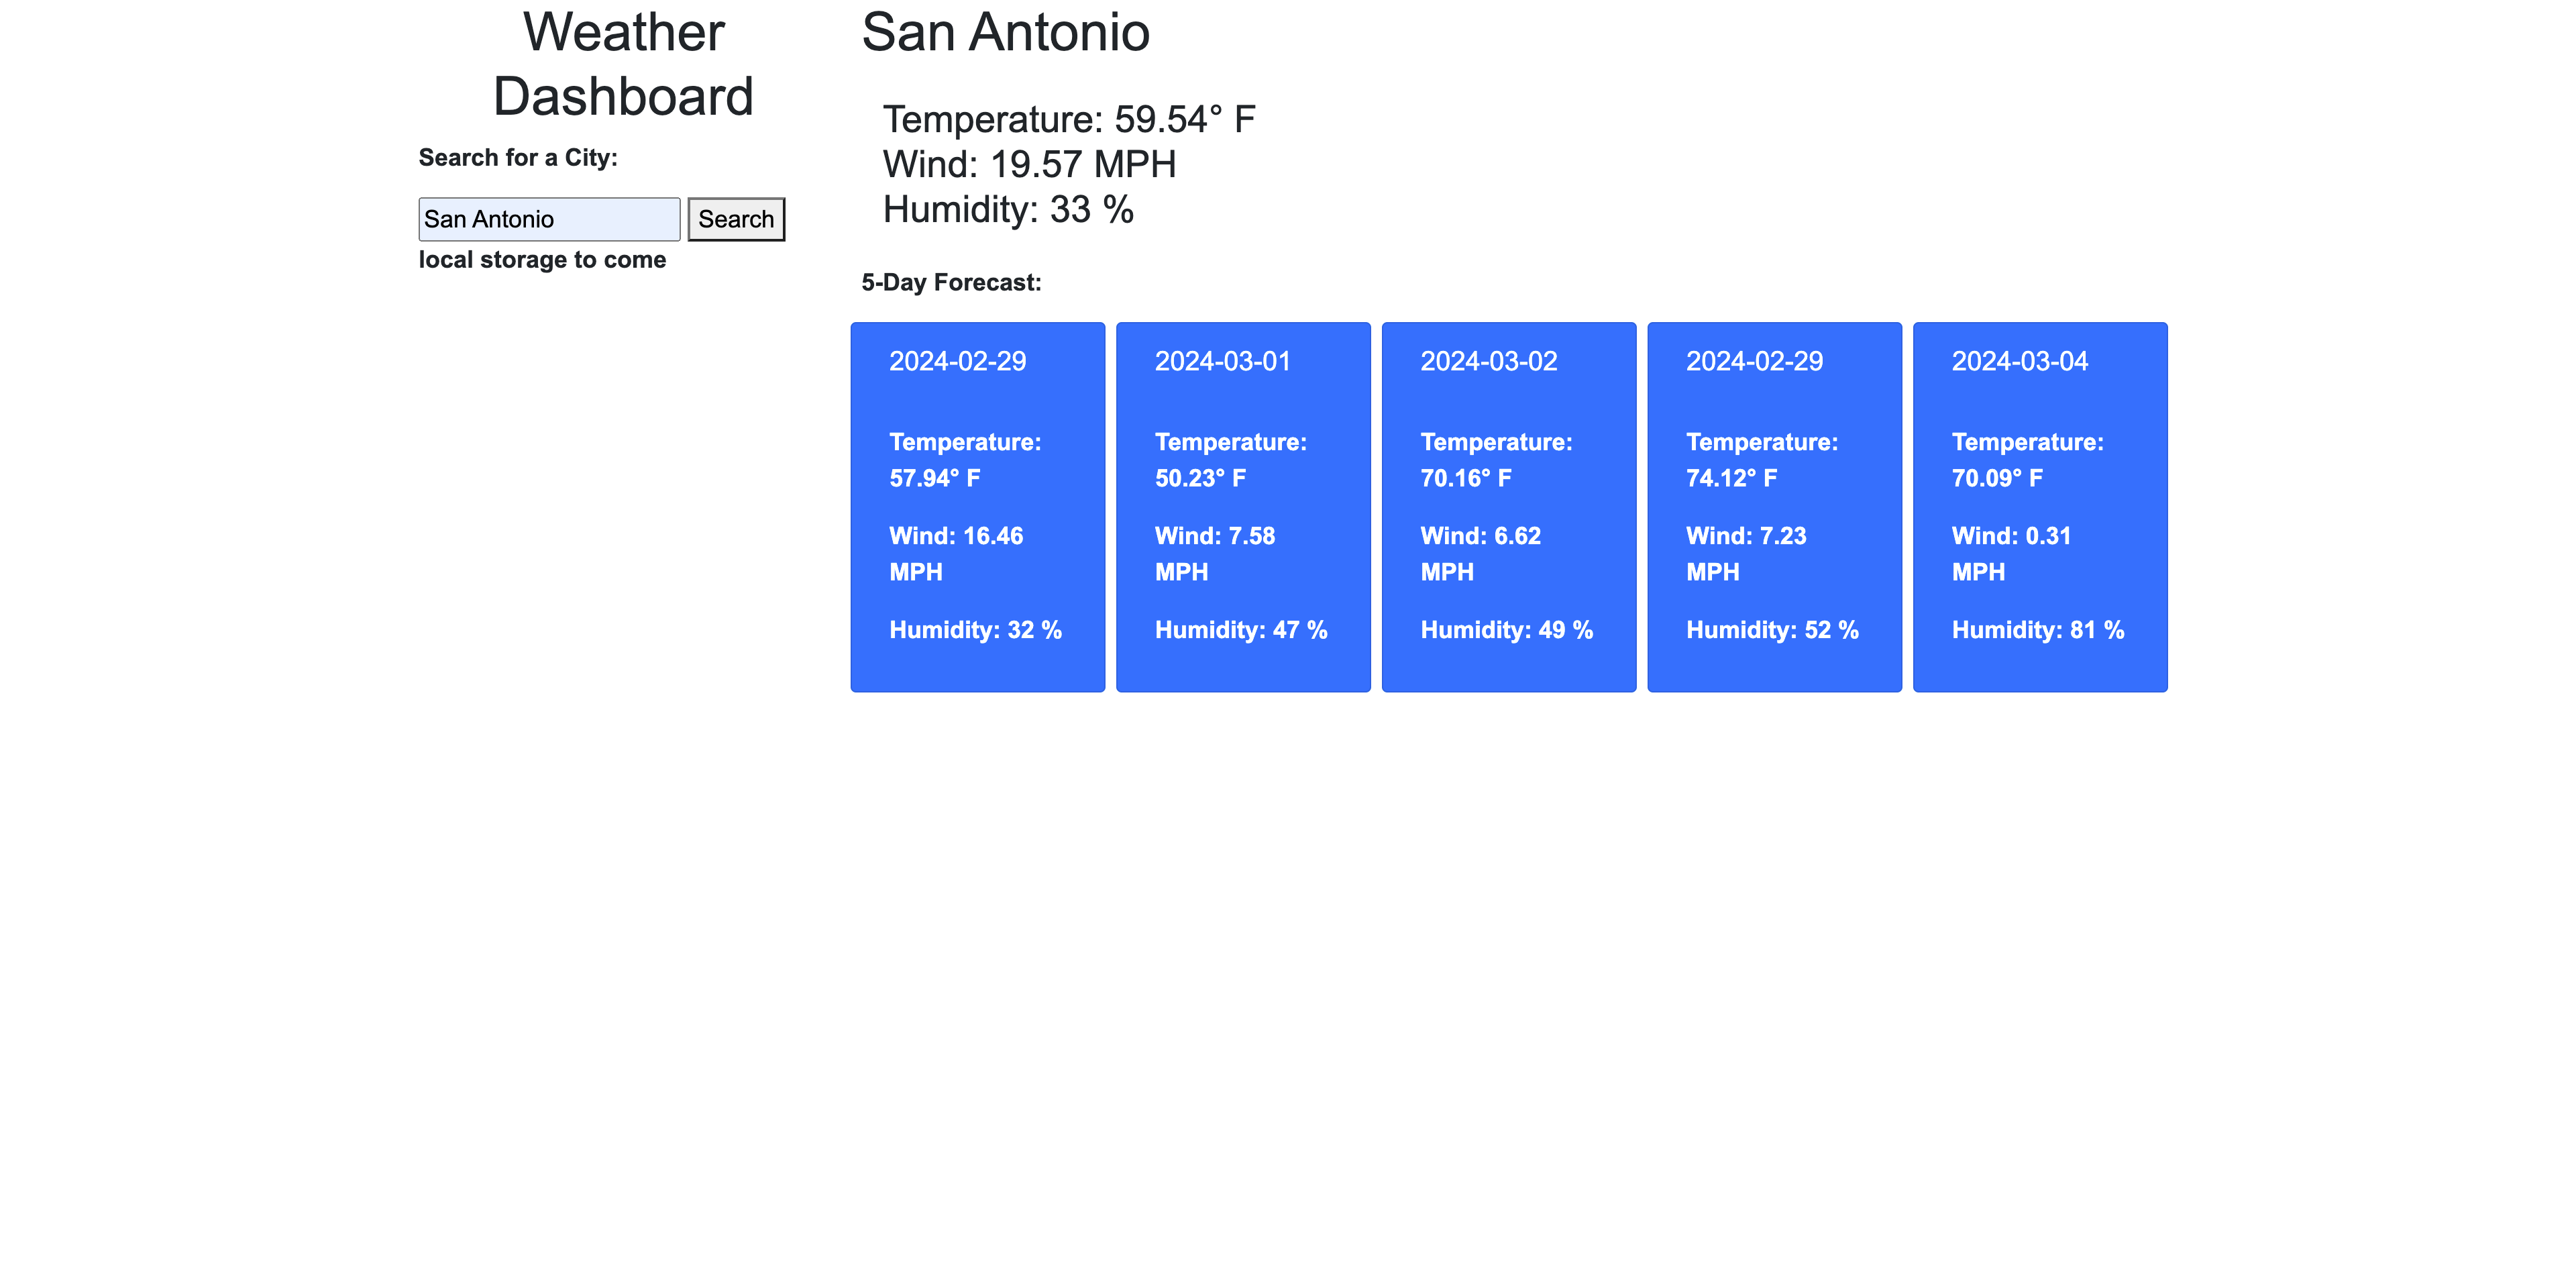 Weather
Dashboard
Search for a City:
San Antonio
Search
local storage to come
San Antonio
Temperature: 59.54° F
Wind: 19.57 MPH
Humidity: 33 %
5-Day Forecast:
2024-02-29
Temperature:
57.94° F
Wind: 16.46
MPH
Humidity: 32 %
2024-03-01
Temperature:
50.23° F
Wind: 7.58
MPH
Humidity: 47 %
2024-03-02
Temperature:
70.16° F
Wind: 6.62
MPH
Humidity: 49 %
2024-02-29
Temperature:
74.12° F
Wind: 7.23
MPH
Humidity: 52 %
2024-03-04
Temperature:
70.09° F
Wind: 0.31
MPH
Humidity: 81 %